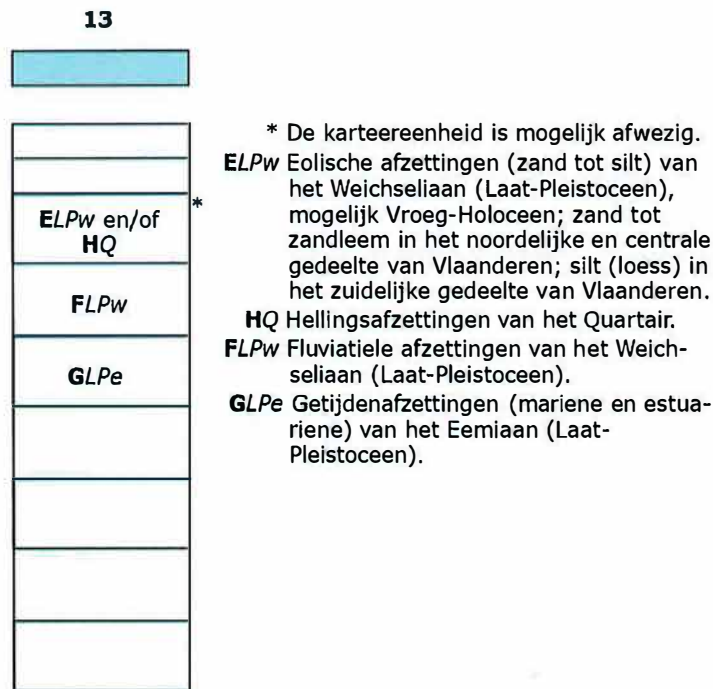 13
* De karteereenheid is mogelijk afwezig.
ELPw Eolische afzettingen (zand tot silt) van
het Weichseliaan (Laat-Pleistoceen),
mogelijk Vroeg-Holoceen; zand tot
zandleem in het noordelijke en centrale
gedeelte van Vlaanderen; silt (loess) in
het zuidelijke gedeelte van Vlaanderen.
HQ Hellingsafzettingen van het Quartair.
FLPw Fluviatiele afzettingen van het Weich-
seliaan (Laat-Pleistoceen).
GLPe Getijdenafzettingen (mariene en estua-
riene) van het Eemiaan (Laat-
Pleistoceen).
ELPw en/of
HQ
*
FLPw
GLPe